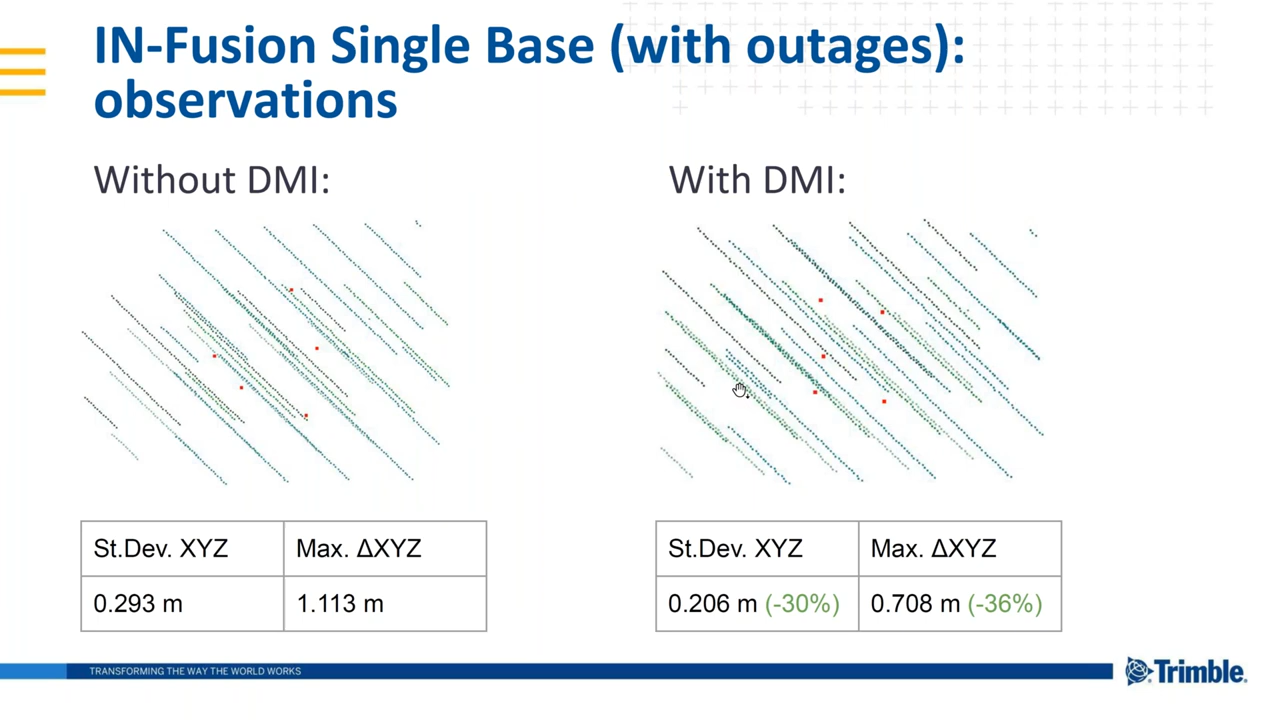 IN-Fusion Single Base (with outages):
observations
Without DMI:
With DMI:
St.Dev. XYZ
Max. ΔXYZ
0.293 m
1.113 m
St.Dev. XYZ
Max. ΔXYZ
0.206 m (-30%)
0.708 m (-36%)
TRANSFORMING THE WAY THE WORLD WORKS
Trimble.